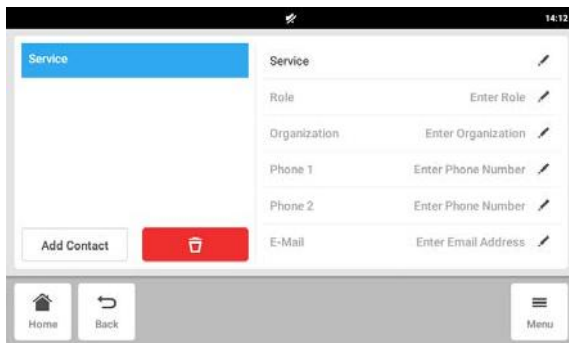 14:12
Service
Service
Role Enter Role
Organization Enter Organization
Phone 1 Enter Phone Number
Phone 2 Enter Phone Number
E-Mail Enter Email Address
Add Contact
Home
Back
Menu